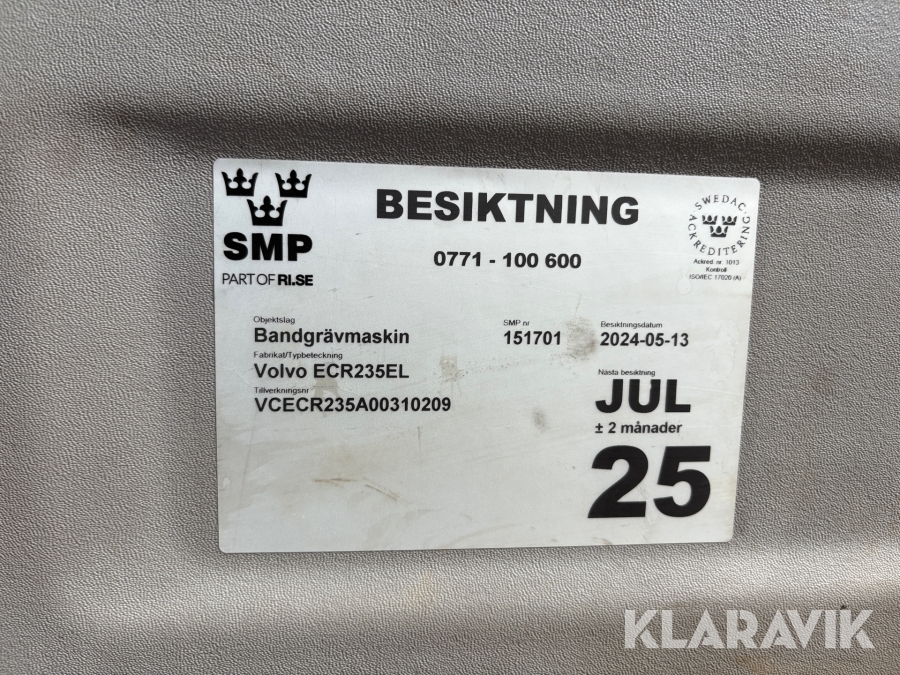 SMP
PART OF RI.SE
BESIKTNING
0771 - 100 600
SWEDAC
ACKREDITERING
Ackred. nr. 1013
Kontroll
ISO/IEC 17020 (A)
Objektslag
Bandgrävmaskin
SMP nr
151701
Besiktningsdatum
2024-05-13
Fabrikat/Typbeteckning
Volvo ECR235EL
Tillverkningsnr
VCECR235A00310209
Nästa besiktning
JUL
± 2 månader
25
KLARAVIK